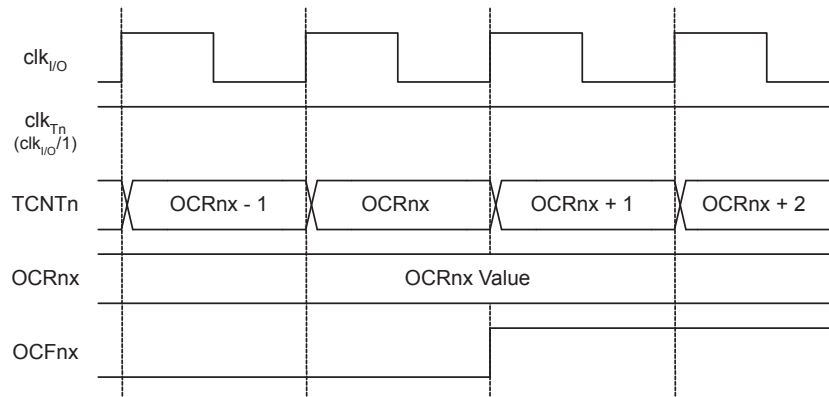 clkI/O
clkTn
(clkI/O/1)
TCNTn OCRnx - 1 OCRnx OCRnx + 1 OCRnx + 2
OCRnx OCRnx Value
OCFnx